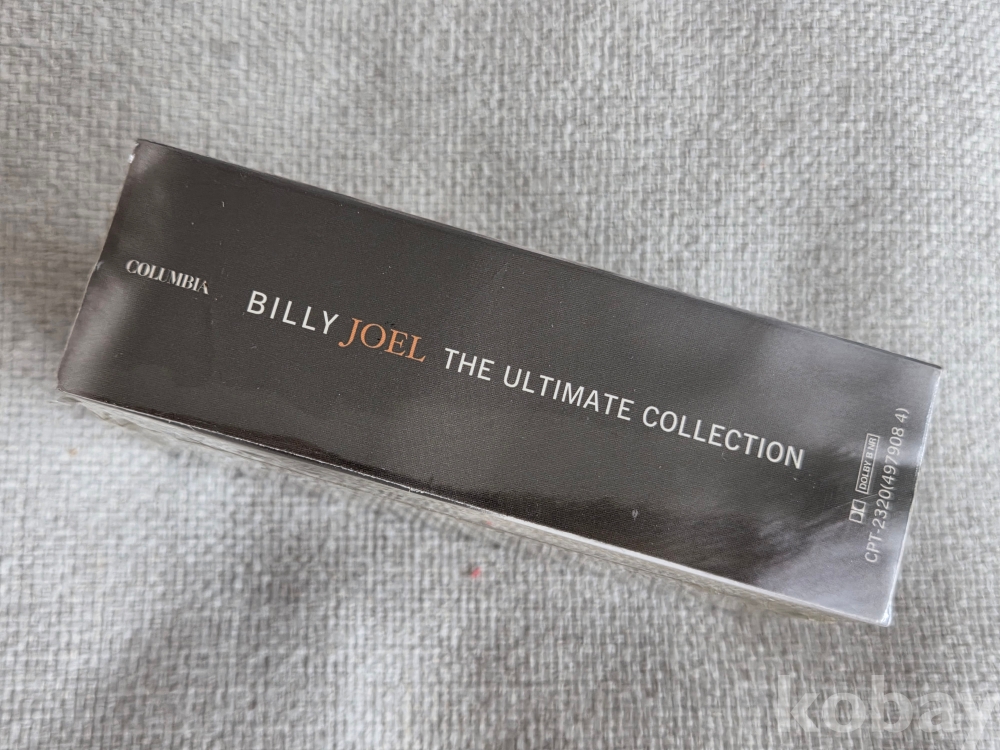 COLUMBIA
BILLY JOEL THE ULTIMATE COLLECTION
DOLBY B NR
CPT-2320(497908 4)
kobay